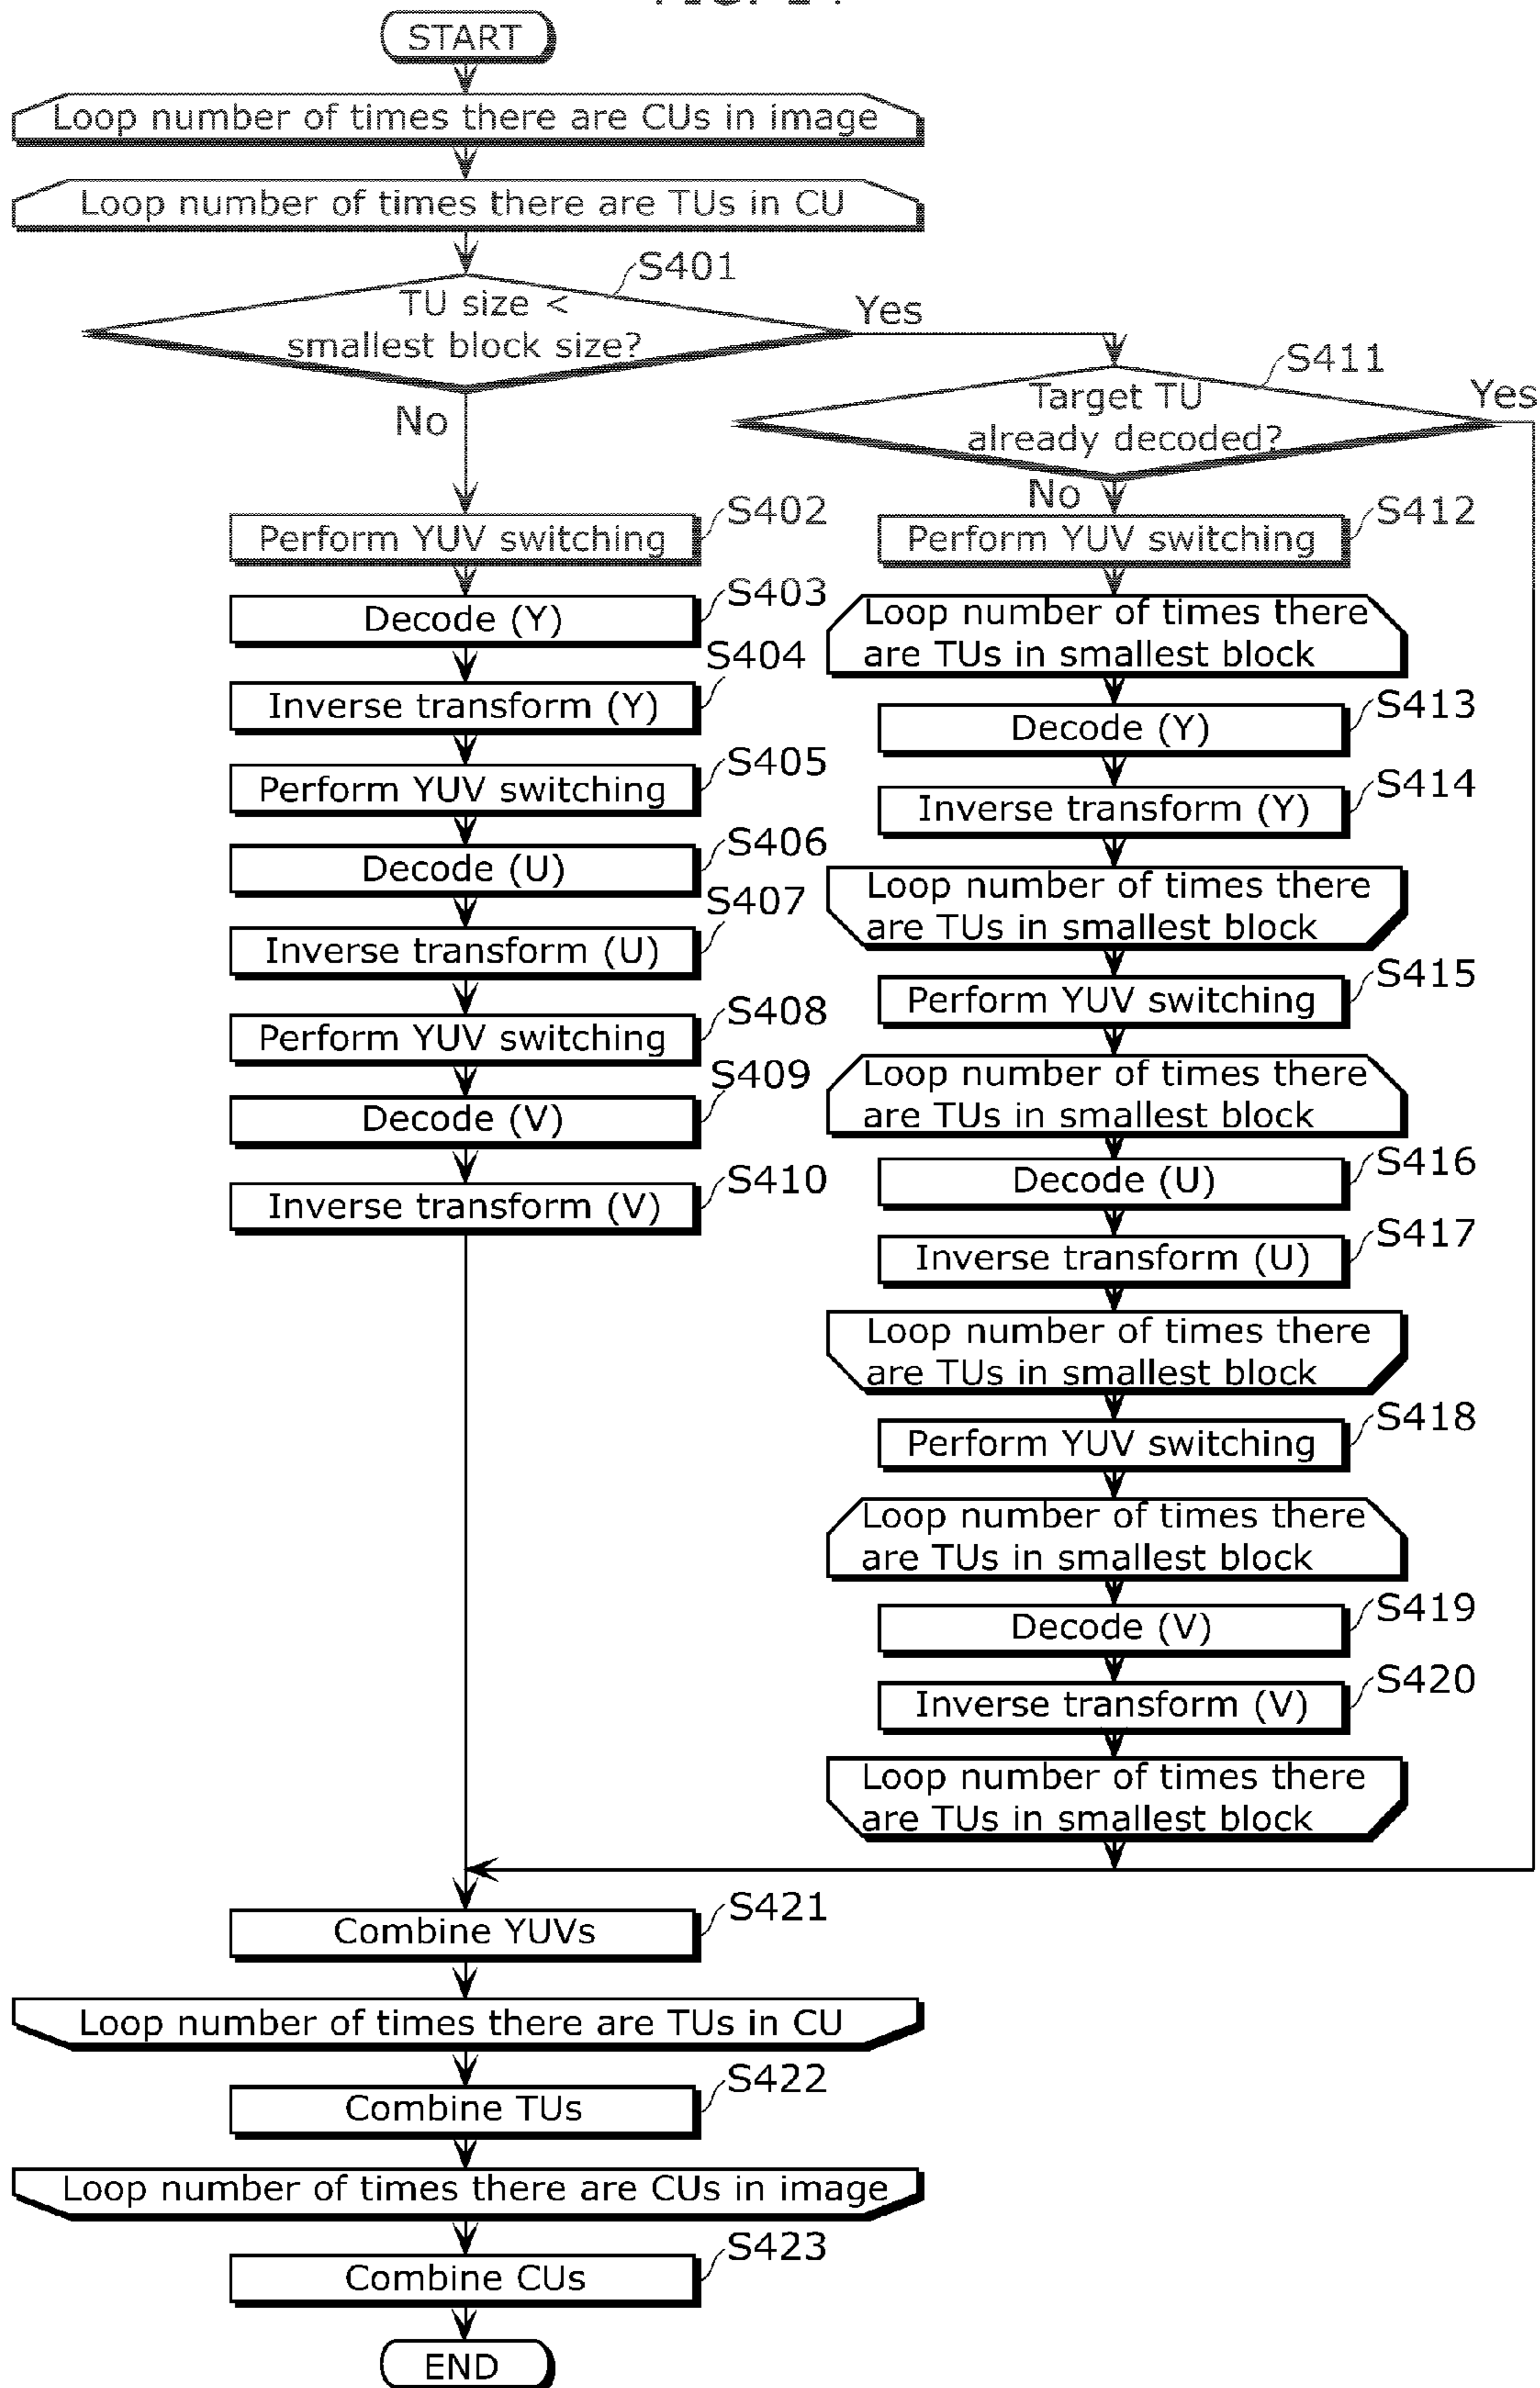 START
Loop number of times there are CUs in image
Loop number of times there are TUs in CU
S401
TU size <
smallest block size?
Yes
No
S411
Target TU
already decoded?
Yes
No
S402
Perform YUV switching
S403
Decode (Y)
S404
Inverse transform (Y)
S405
Perform YUV switching
S406
Decode (U)
S407
Inverse transform (U)
S408
Perform YUV switching
S409
Decode (V)
S410
Inverse transform (V)
S412
Perform YUV switching
Loop number of times there
are TUs in smallest block
S413
Decode (Y)
S414
Inverse transform (Y)
Loop number of times there
are TUs in smallest block
S415
Perform YUV switching
Loop number of times there
are TUs in smallest block
S416
Decode (U)
S417
Inverse transform (U)
Loop number of times there
are TUs in smallest block
S418
Perform YUV switching
Loop number of times there
are TUs in smallest block
S419
Decode (V)
S420
Inverse transform (V)
Loop number of times there
are TUs in smallest block
S421
Combine YUVs
Loop number of times there are TUs in CU
S422
Combine TUs
Loop number of times there are CUs in image
S423
Combine CUs
END